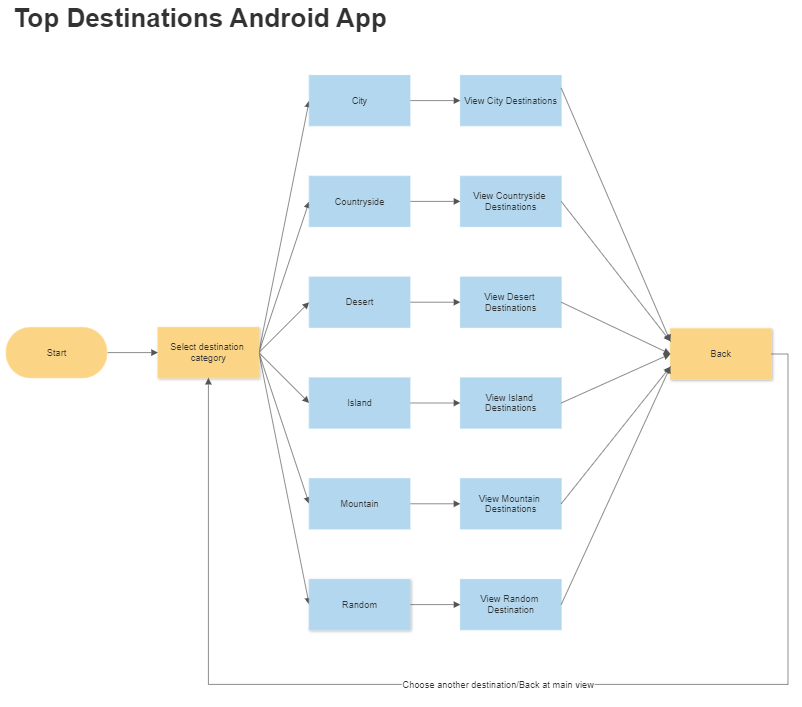 Top Destinations Android App
City
View City Destinations
Countryside
View Countryside
Destinations
Desert
View Desert
Destinations
Start
Select destination
category
Back
Island
View Island
Destinations
Mountain
View Mountain
Destinations
Random
View Random
Destination
Choose another destination/Back at main view